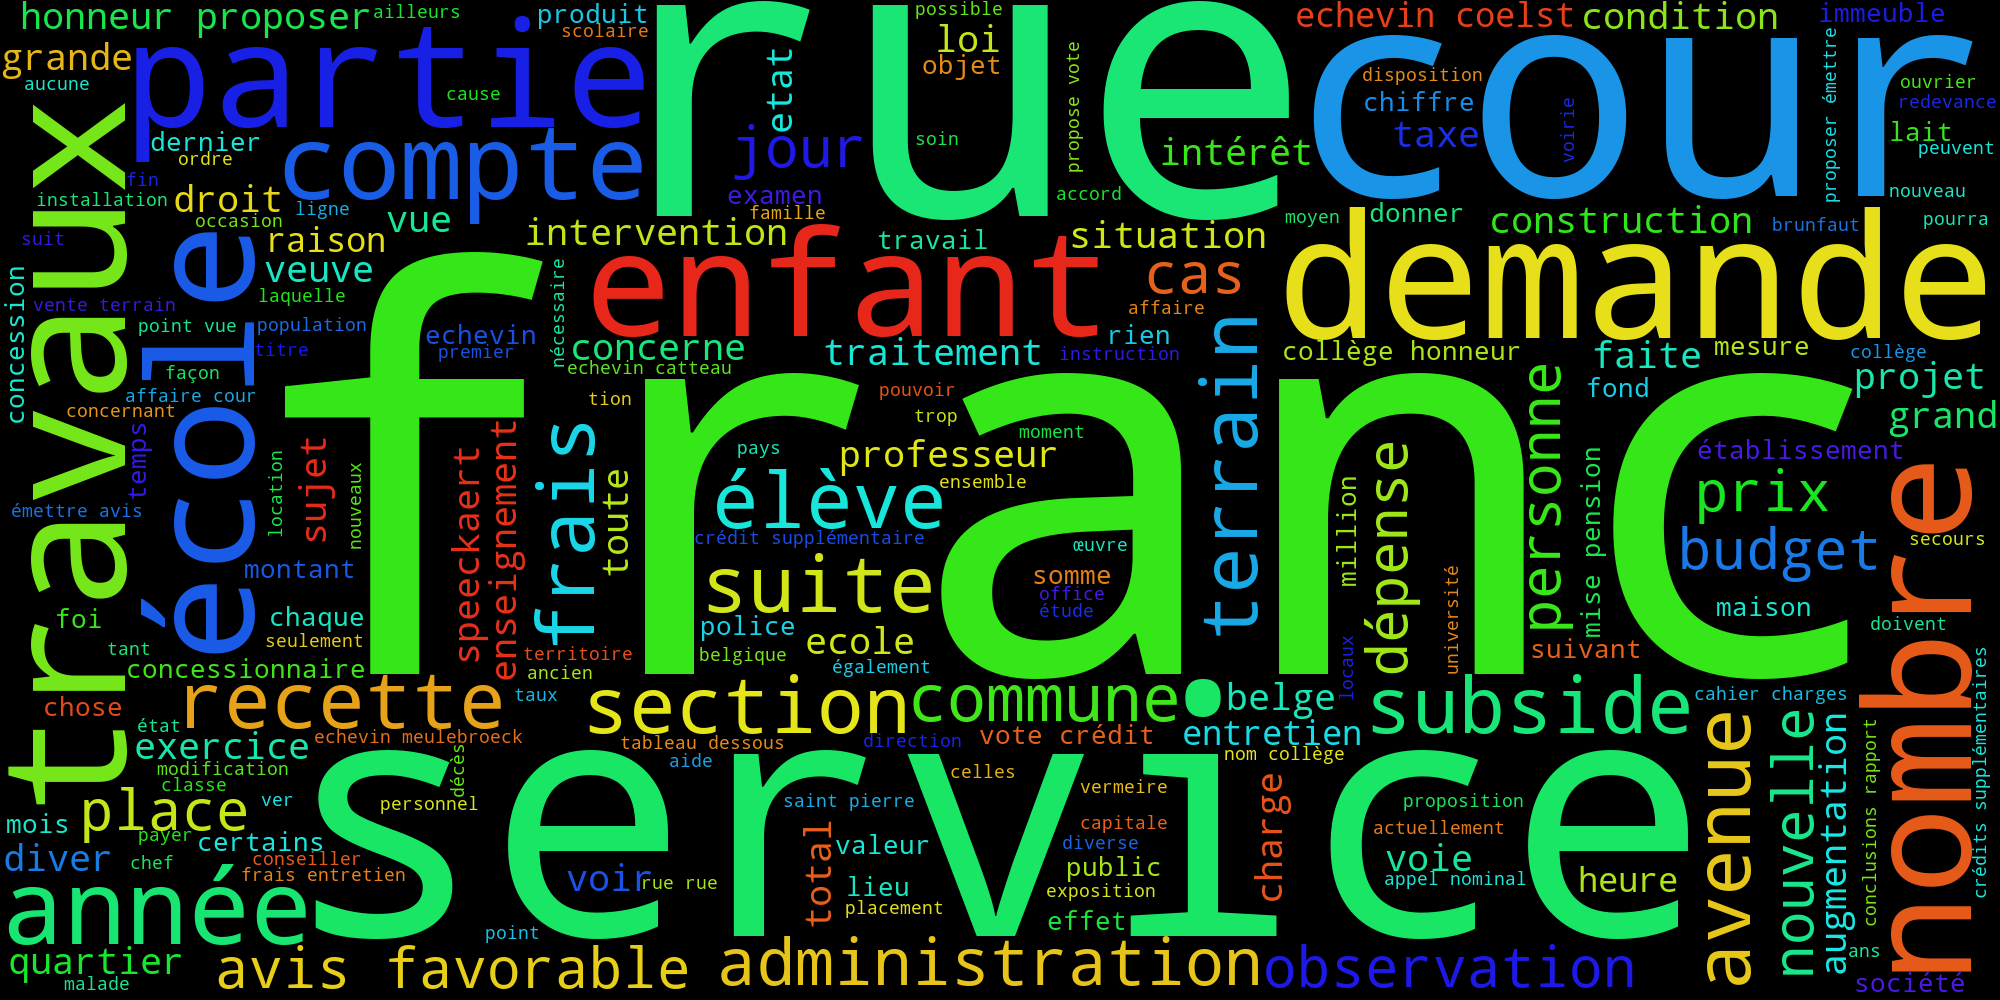 honneur proposer
ailleurs
produit
scolaire
rue
possible
loi
objet
echevin coelst
condition
immeuble
grande
aucune
partie
cause
etat
propose vote
cour
disposition
chiffre
taxe
voirie
proposer émettre
ouvrier
redevance
lait
peuvent
dernier
ordre
compte
jour
soin
intérêt
fin
installation
droit
occasion
ligne
vue
examen
famille
accord
nouveau
travaux
suit
raison
intervention
travail
situation
moyen
donner
construction
brunfaut
pourra
école
veuve
laquelle
enfant
cas
affaire
demande
concession
vente terrain
point vue
population
titre
franc
echevin
premier
nécessaire
concerne
echevin catteau
traitement
rien
instruction
terrain
collège honneur
faite
mesure
collège
façon
affaire cour
concernant
temps
tion
pouvoir
trop
fond
projet
grand
personne
émettre avis
location
sujet
nouveaux
speeckaert
enseignement
frais
toute
pays
professeur
moment
ensemble
élève
million
dépense
mise pension
établissement
prix
nombre
crédit supplémentaire
œuvre
budget
secours
montant
suite
somme
office
étude
université
maison
foi
chaque
seulement
police
ecole
belgique
également
suivant
doivent
tant
concessionnaire
territoire
ancien
locaux
chose
recette
taux
section
commune
belge
subside
cahier charges
état
exercice
echevin meulebroeck
tableau dessous
direction
vote crédit
entretien
nom collège
avenue
nouvelle
augmentation
conclusions rapport
crédits supplémentaires
modification
classe
décès
service
aide
celles
vermeire
charge
proposition
mois
place
ver
personnel
saint pierre
capitale
actuellement
payer
certains
total
valeur
diverse
voie
diver
chef
conseiller
frais entretien
voir
rue rue
lieu
public
exposition
appel nominal
heure
année
placement
effet
point
quartier
malade
avis favorable
administration
observation
ans
société